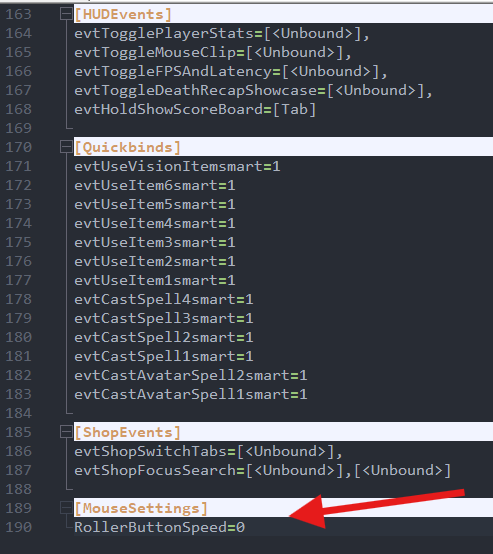 163 [HUDEvents]
164 evtTogglePlayerStats=[<Unbound>],
165 evtToggleMouseClip=[<Unbound>],
166 evtToggleFPSAndLatency=[<Unbound>],
167 evtToggleDeathRecapShowcase=[<Unbound>],
168 evtHoldShowScoreBoard=[Tab]
169
170 [Quickbinds]
171 evtUseVisionItemsmart=1
172 evtUseItem6smart=1
173 evtUseItem5smart=1
174 evtUseItem4smart=1
175 evtUseItem3smart=1
176 evtUseItem2smart=1
177 evtUseItem1smart=1
178 evtCastSpell4smart=1
179 evtCastSpell3smart=1
180 evtCastSpell2smart=1
181 evtCastSpell1smart=1
182 evtCastAvatarSpell2smart=1
183 evtCastAvatarSpell1smart=1
184
185 [ShopEvents]
186 evtShopSwitchTabs=[<Unbound>],
187 evtShopFocusSearch=[<Unbound>],[<Unbound>]
188
189 [MouseSettings]
190 RollerButtonSpeed=0